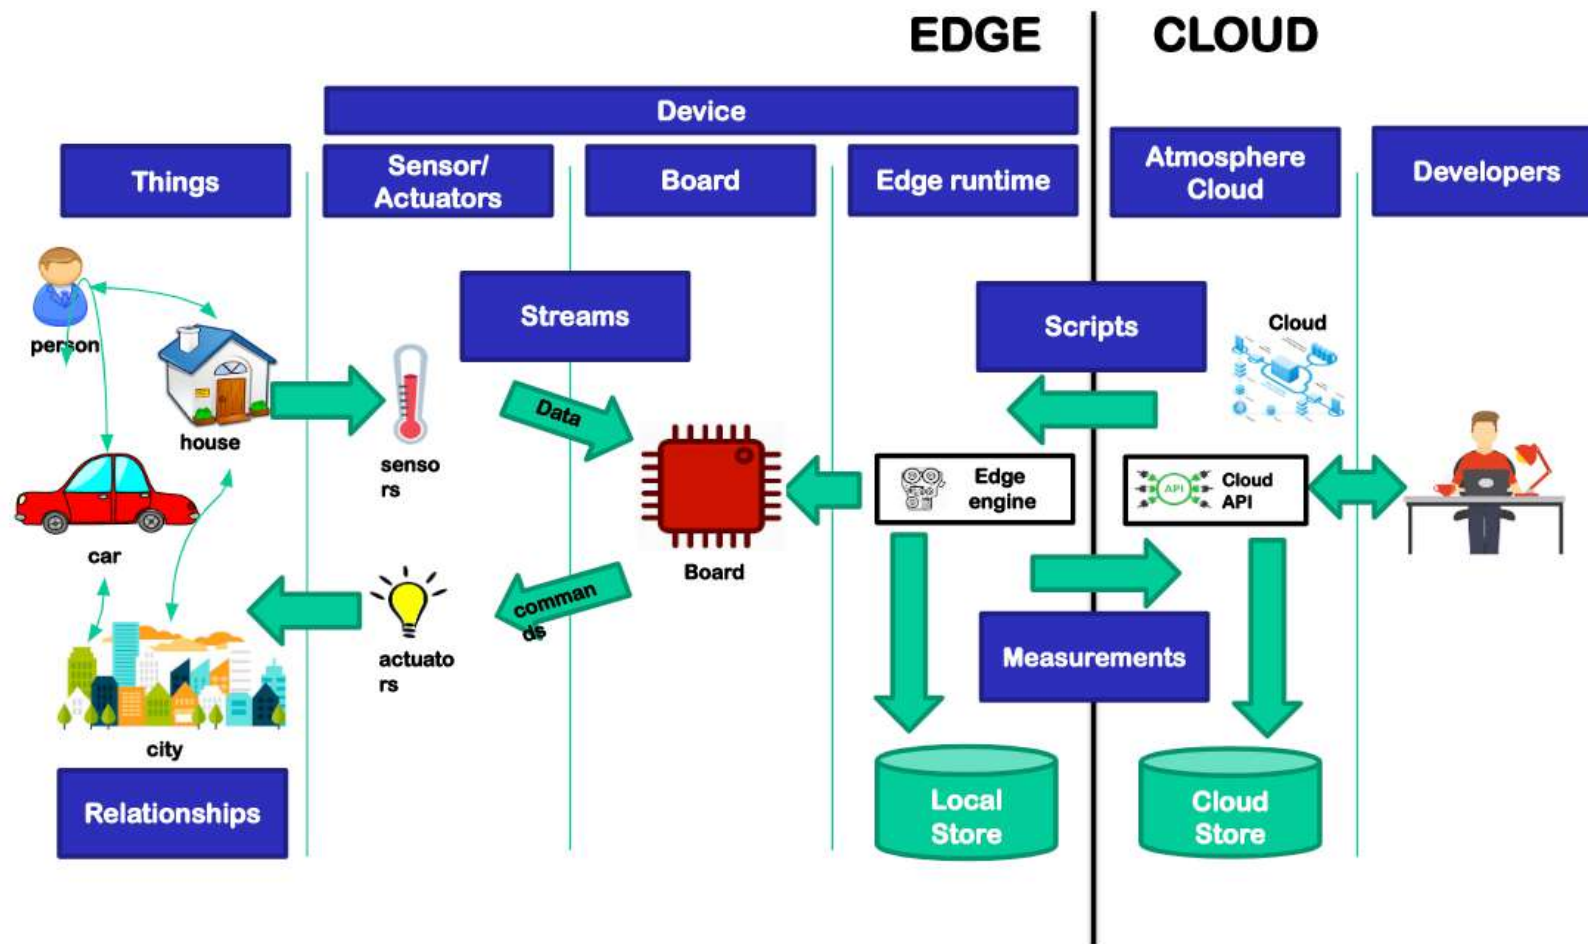 EDGE
CLOUD
Device
Things
Sensor/
Actuators
Board
Edge runtime
Atmosphere
Cloud
Developers
Streams
Scripts
Cloud
person
house
Data
senso
rs
Edge
engine
API
Cloud
API
car
Board
comman
ds
actuato
rs
Measurements
city
Relationships
Local
Store
Cloud
Store